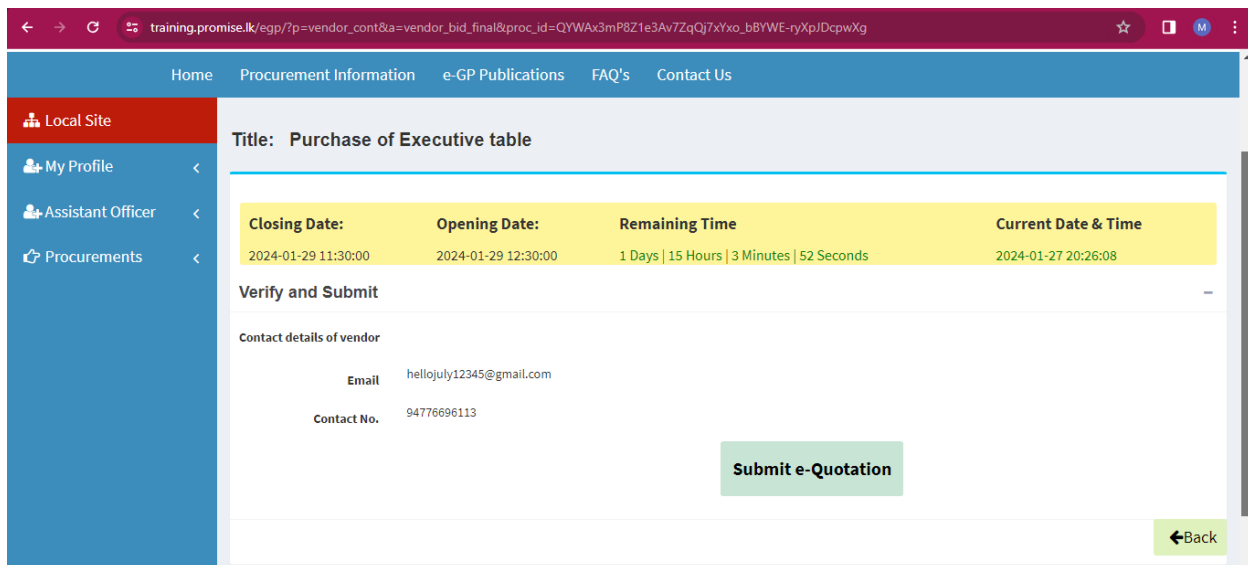 training.promise.lk/egp/?p=vendor_cont&a=vendor_bid_final&proc_id=QYWAx3mP8Z1e3Av7ZqQj7xYxo_bBYWE-ryXpJDcpwXg
M
Home Procurement Information e-GP Publications FAQ's Contact Us
Local Site
My Profile
Assistant Officer
Procurements
Title: Purchase of Executive table
Closing Date: Opening Date: Remaining Time Current Date & Time
2024-01-29 11:30:00 2024-01-29 12:30:00 1 Days | 15 Hours | 3 Minutes | 52 Seconds 2024-01-27 20:26:08
Verify and Submit
Contact details of vendor
Email hellojuly12345@gmail.com
Contact No. 94776696113
Submit e-Quotation
Back